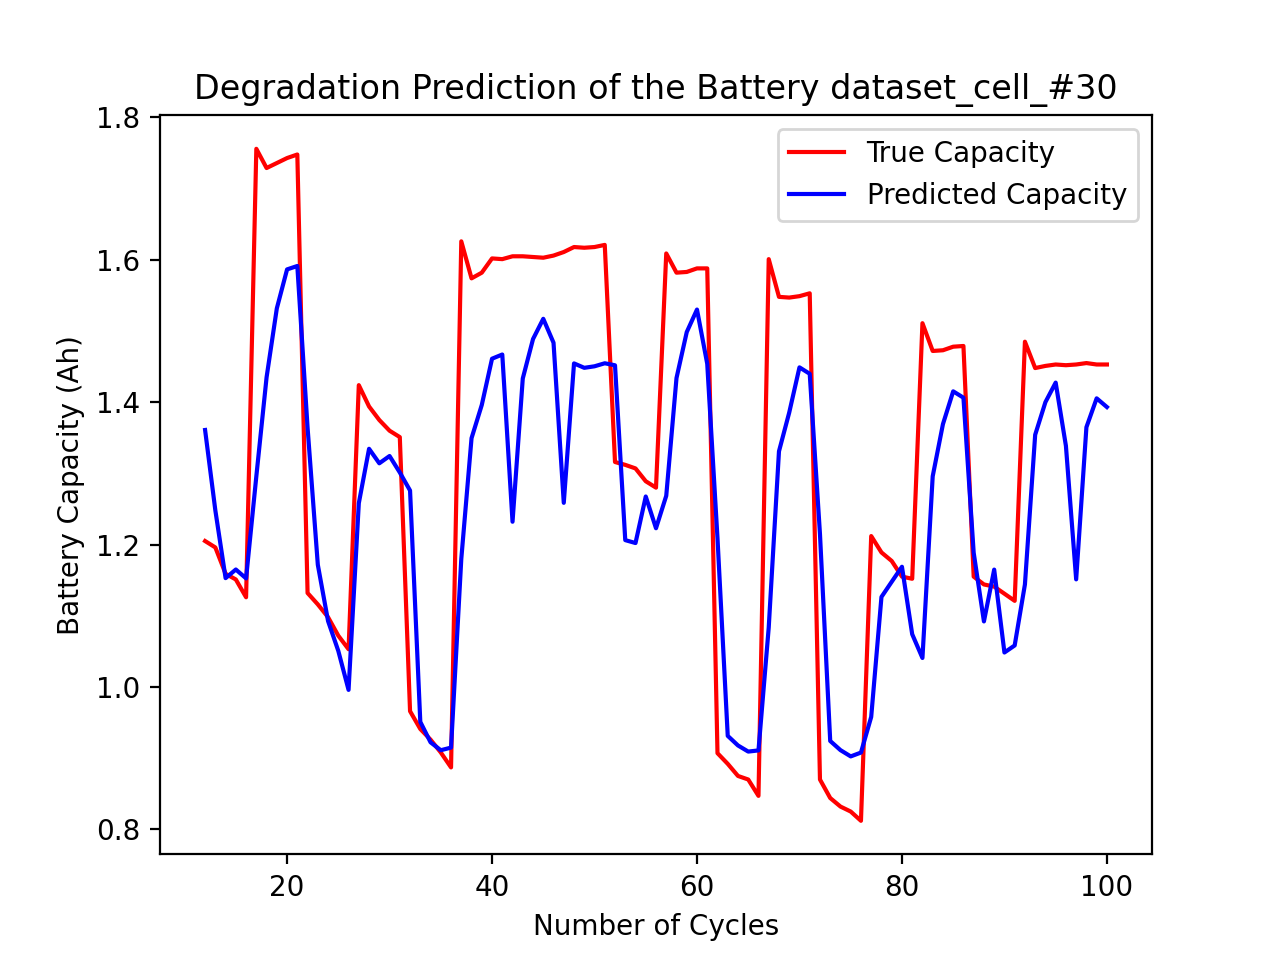 Degradation Prediction of the Battery dataset_cell_#30
True Capacity
Predicted Capacity
Battery Capacity (Ah)
1.8
1.6
1.4
1.2
1.0
0.8
20 40 60 80 100
Number of Cycles